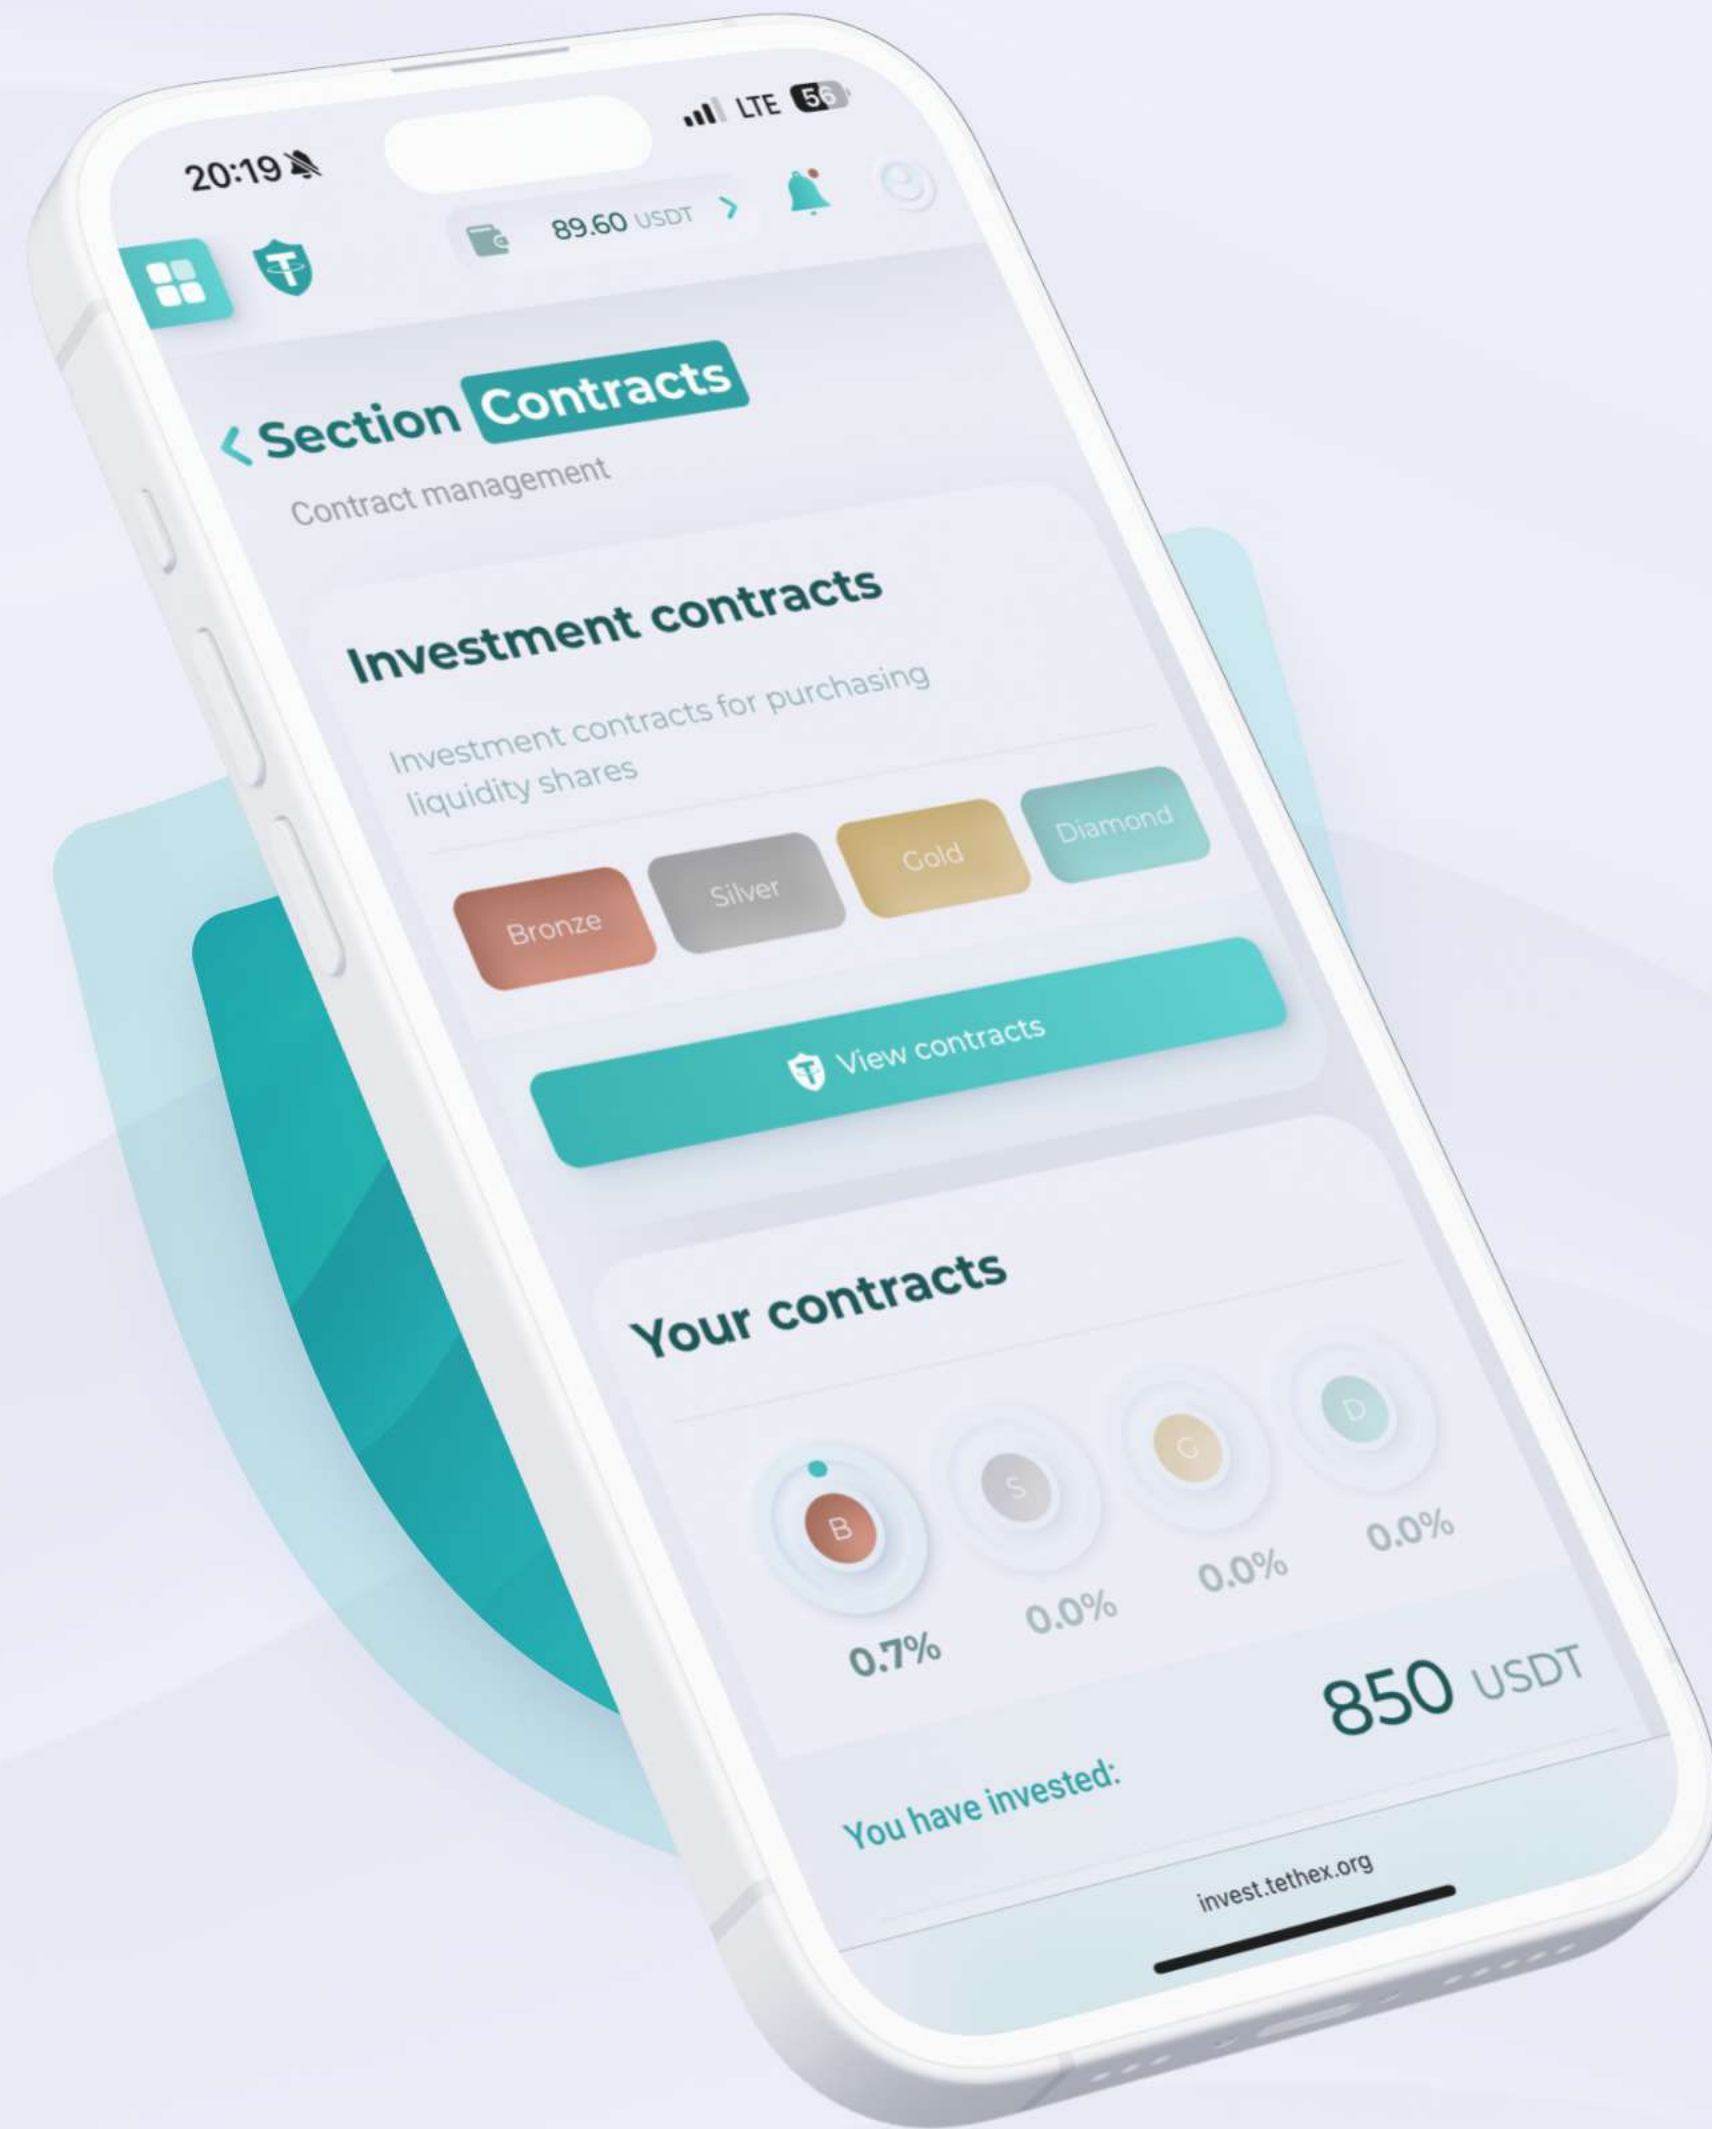 20:19
LTE 56
89.60 USDT
Section Contracts
Contract management
Investment contracts
Investment contracts for purchasing
liquidity shares
Bronze Silver Gold Diamond
View contracts
Your contracts
B S G D
0.7% 0.0% 0.0% 0.0%
850 USDT
You have invested:
invest.tethex.org